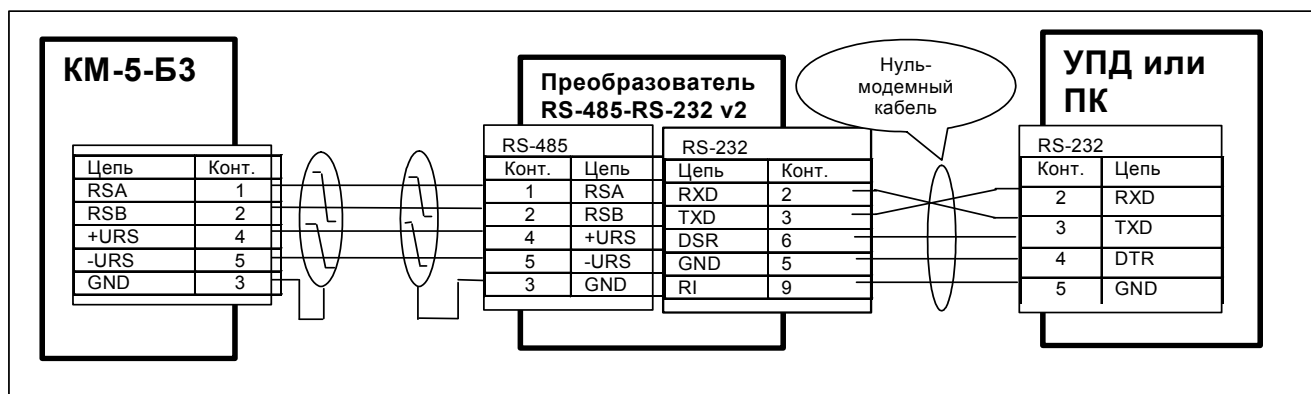 КМ-5-Б3
Цепь Конт.
RSA 1
RSB 2
+URS 4
-URS 5
GND 3
Преобразователь
RS-485-RS-232 v2
RS-485
Конт. Цепь
1 RSA
2 RSB
4 +URS
5 -URS
3 GND
RS-232
Цепь Конт.
RXD 2
TXD 3
DSR 6
GND 5
RI 9
Нуль-
модемный
кабель
УПД или
ПК
RS-232
Конт. Цепь
2 RXD
3 TXD
4 DTR
5 GND